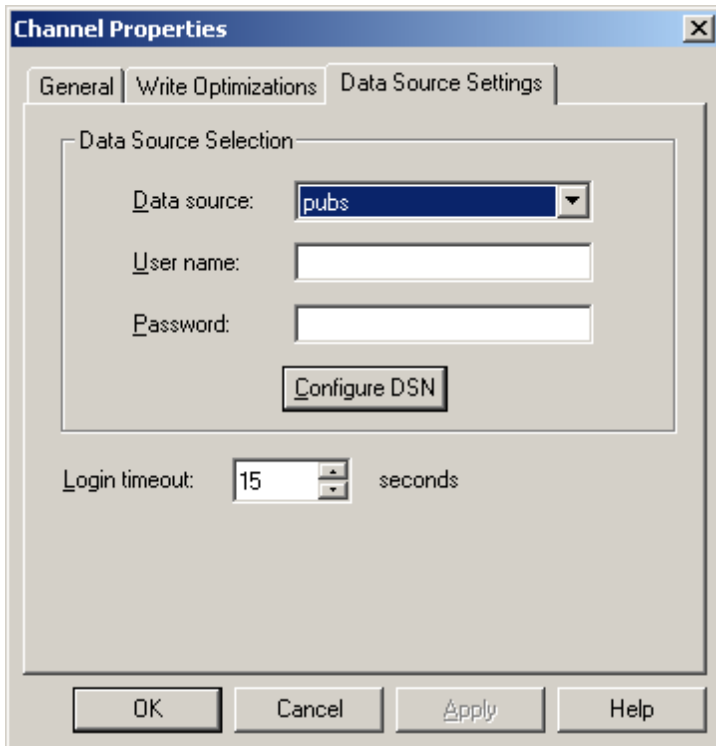 Channel Properties
General Write Optimizations Data Source Settings
Data Source Selection
Data source: pubs
User name:
Password:
Configure DSN
Login timeout: 15 seconds
OK Cancel Apply Help